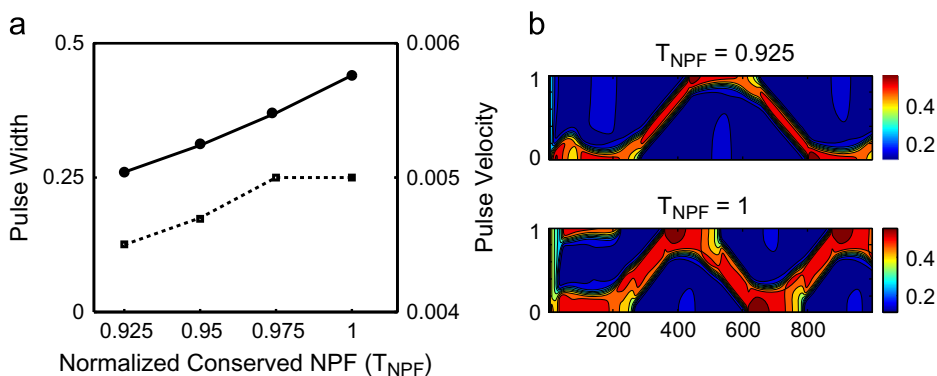 a
0.5
0.25
0
Pulse Width
0.006
0.005
0.004
Pulse Velocity
0.925 0.95 0.975 1
Normalized Conserved NPF (T_NPF)
b
T_NPF = 0.925
1
0
0.4
0.2
T_NPF = 1
1
0
0.4
0.2
200 400 600 800